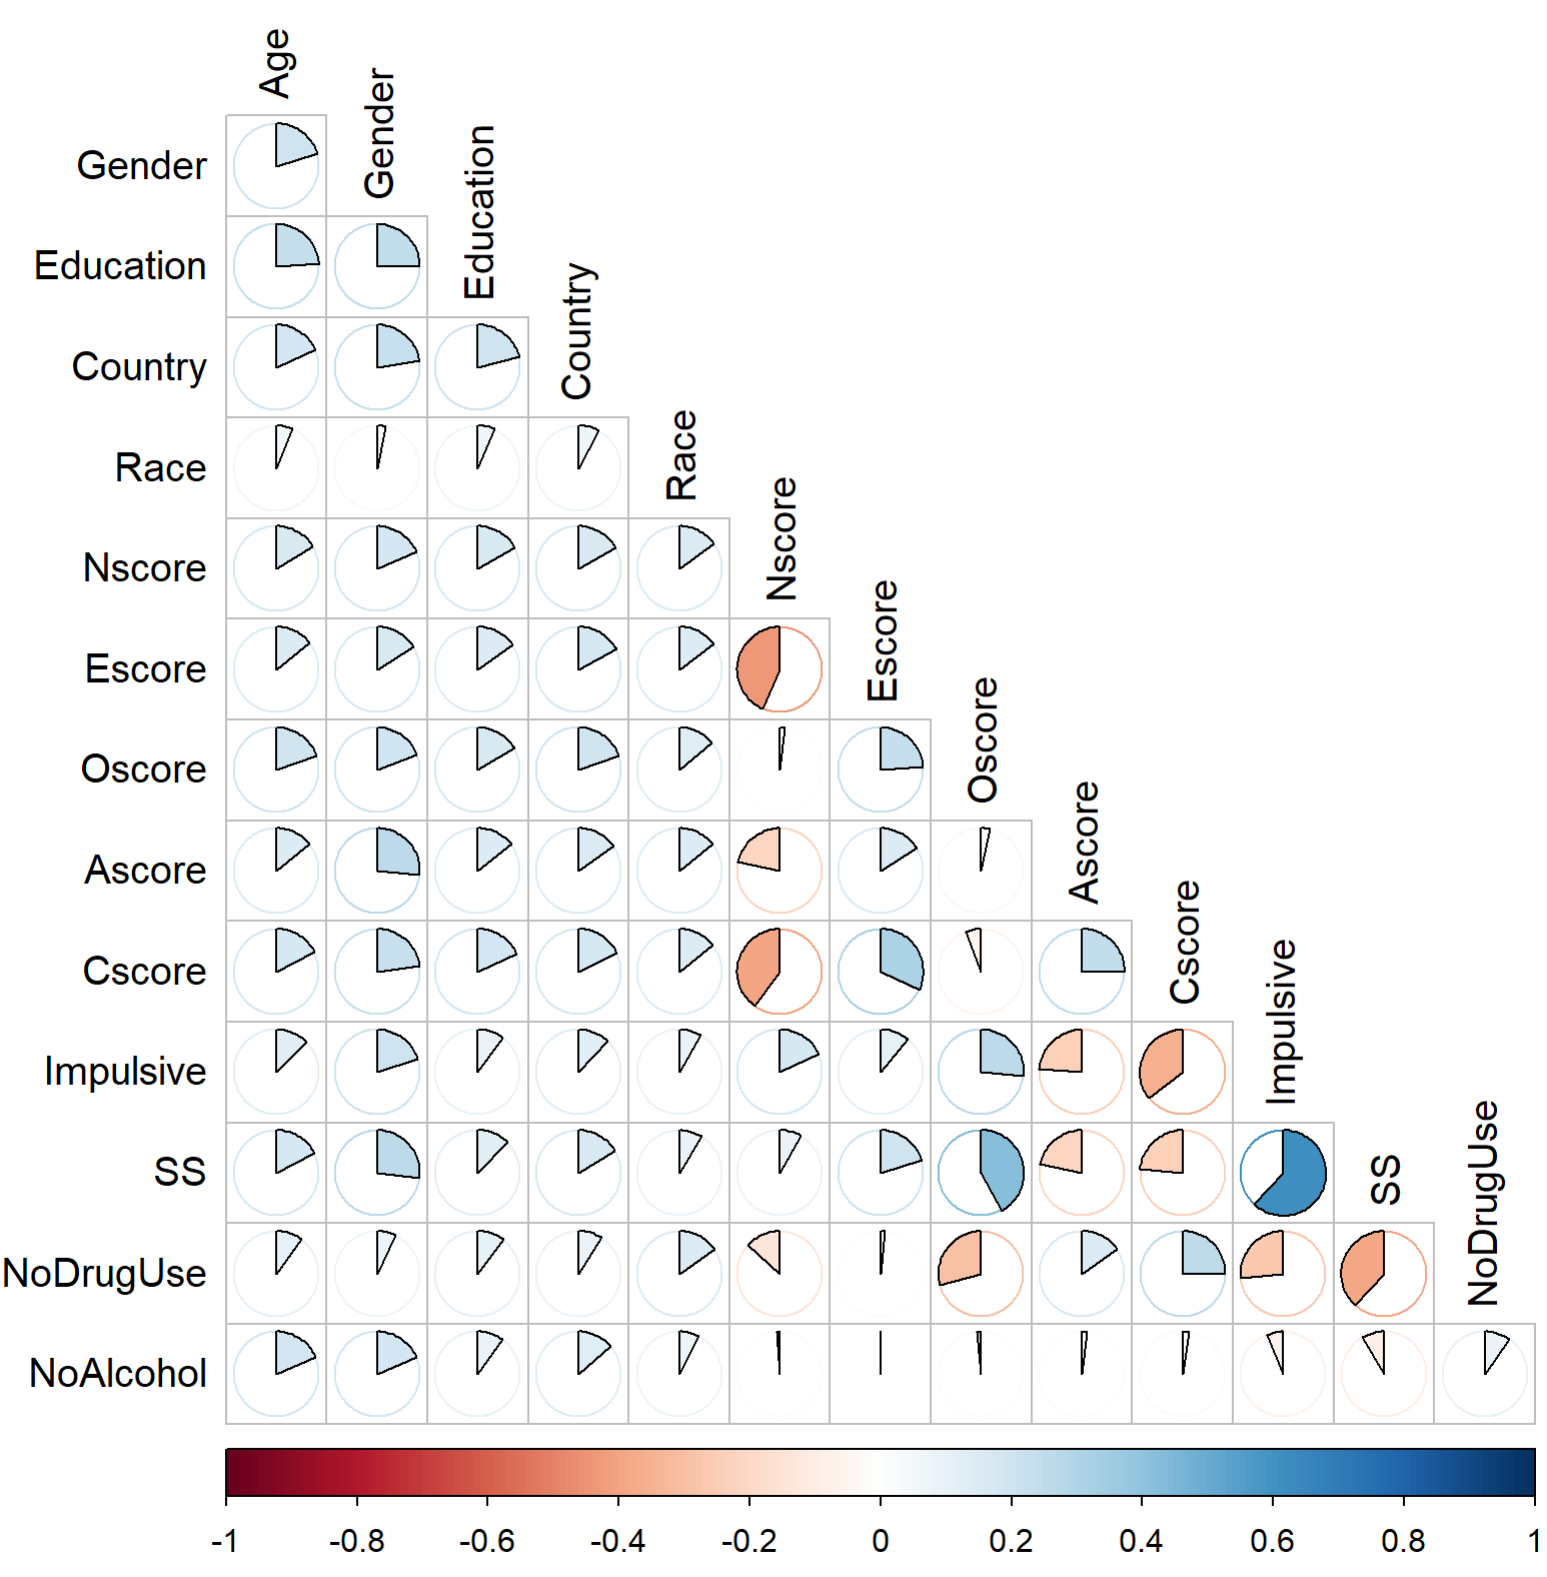 Age
Gender
Education
Country
Race
Nscore
Escore
Oscore
Ascore
Cscore
Impulsive
SS
NoDrugUse
Gender
Education
Country
Race
Nscore
Escore
Oscore
Ascore
Cscore
Impulsive
SS
NoDrugUse
NoAlcohol
-1 -0.8 -0.6 -0.4 -0.2 0 0.2 0.4 0.6 0.8 1